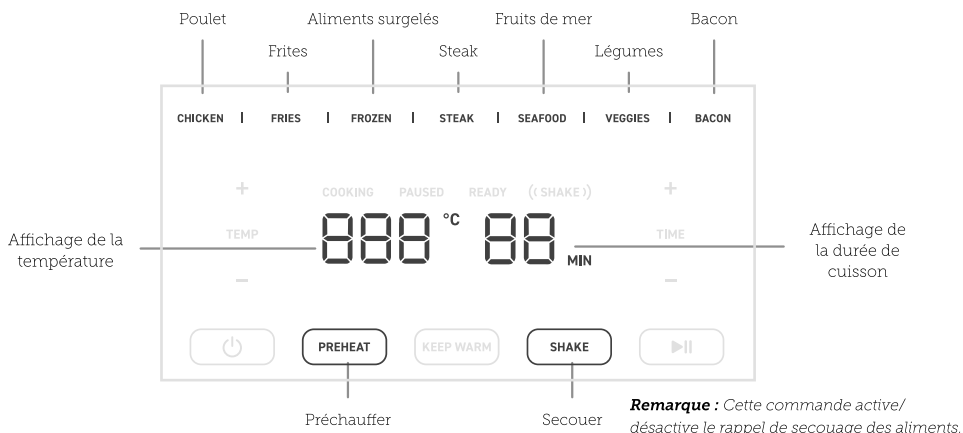 Poulet Aliments surgelés Fruits de mer Bacon
Frites Steak Légumes
CHICKEN | FRIES | FROZEN | STEAK | SEAFOOD | VEGGIES | BACON
+ COOKING PAUSED READY ((SHAKE)) +
Affichage de la température
TEMP 888 °C 88 MIN TIME
Affichage de la durée de cuisson
− −
PREHEAT KEEP WARM SHAKE
Préchauffer Secouer
Remarque : Cette commande active/
désactive le rappel de secouage des aliments.